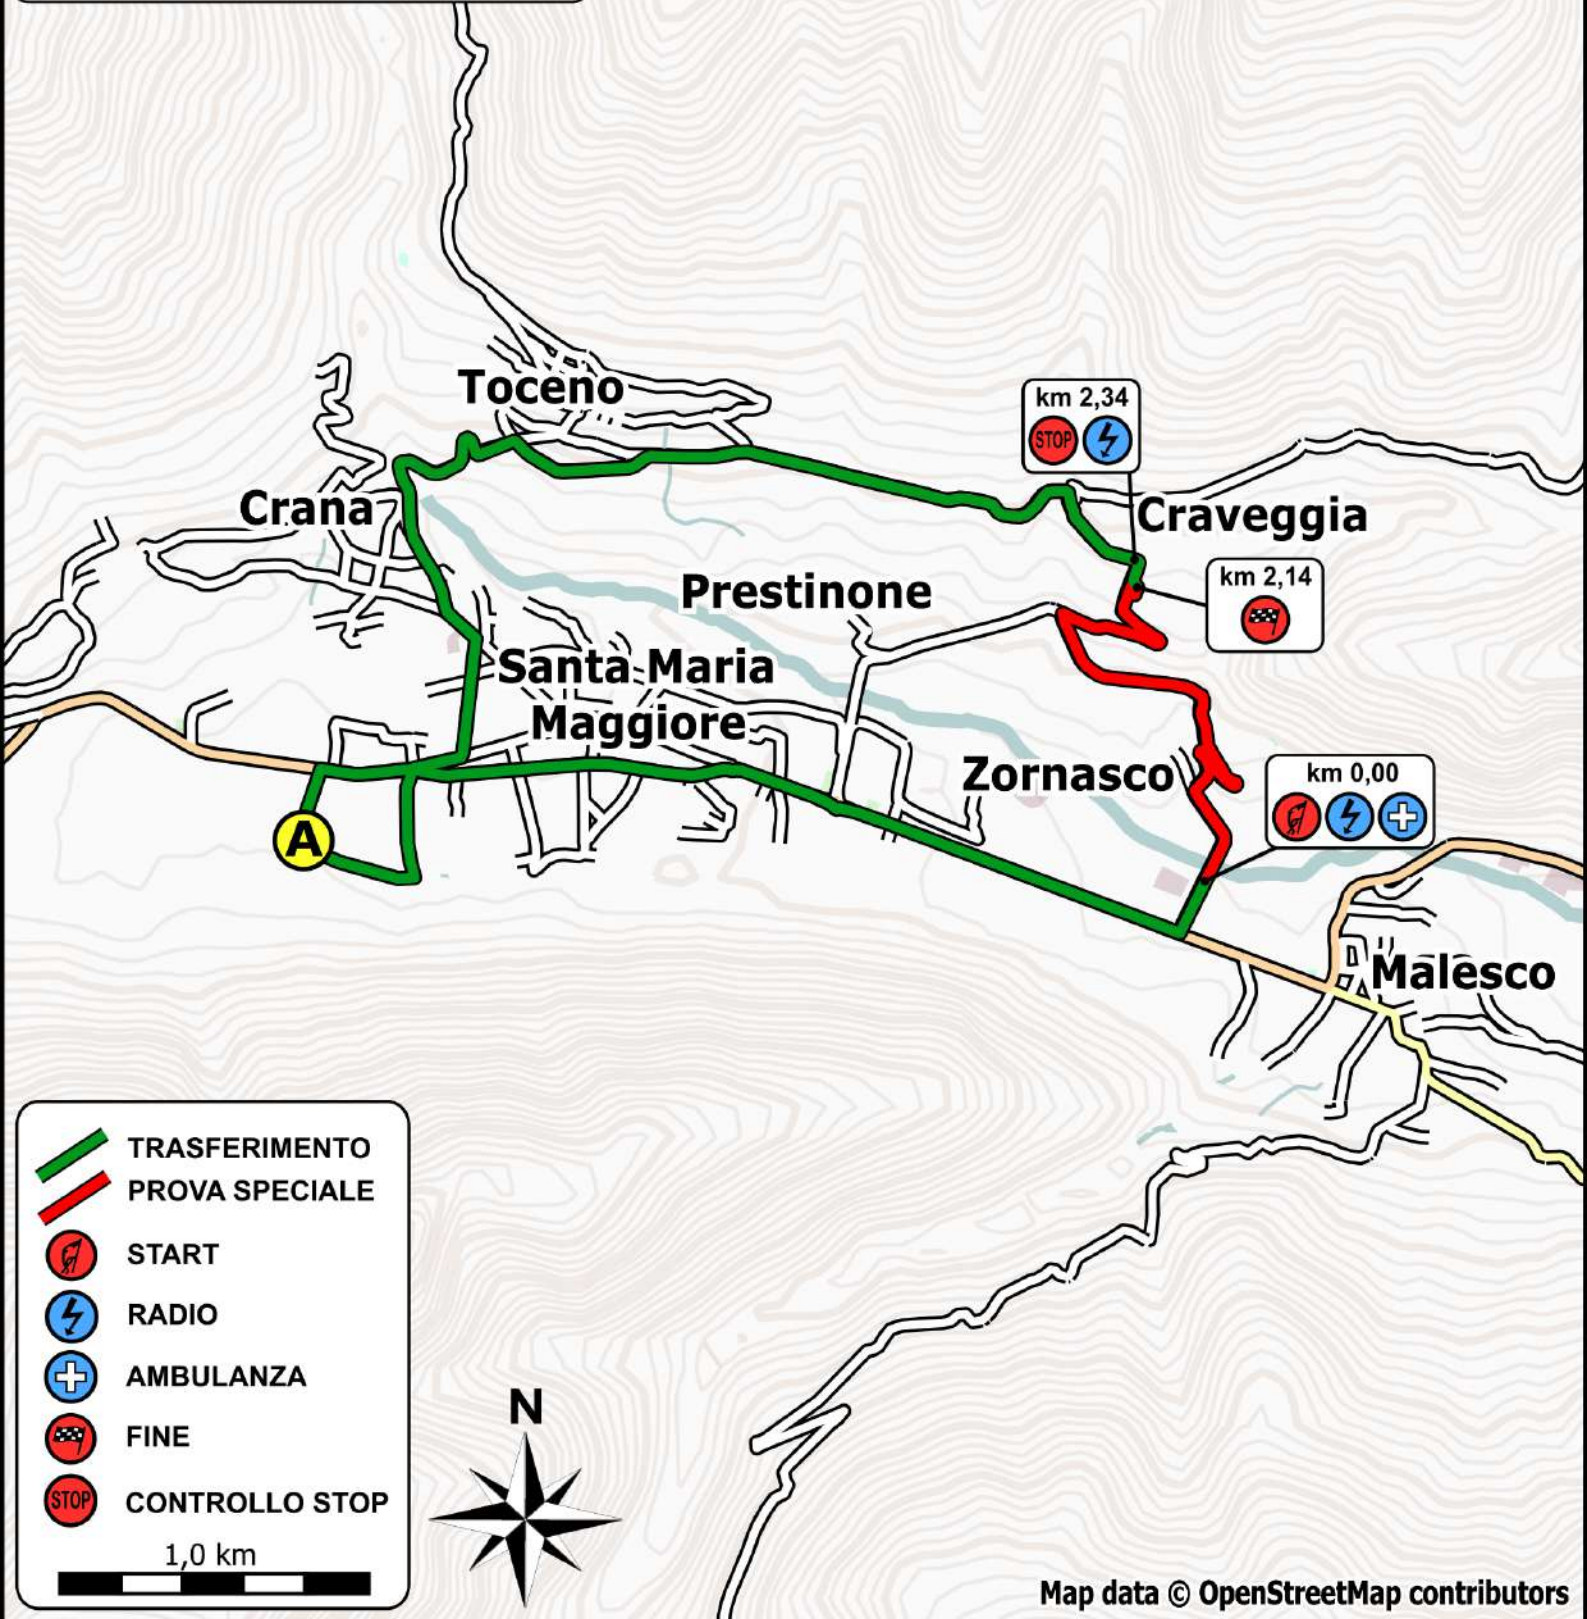 Toceno
km 2,34
STOP
Crana
Craveggia
Prestinone
km 2,14
Santa Maria
Maggiore
Zornasco
km 0,00
A
Malesco
TRASFERIMENTO
PROVA SPECIALE
START
RADIO
AMBULANZA
FINE
STOP CONTROLLO STOP
1,0 km
N
Map data © OpenStreetMap contributors